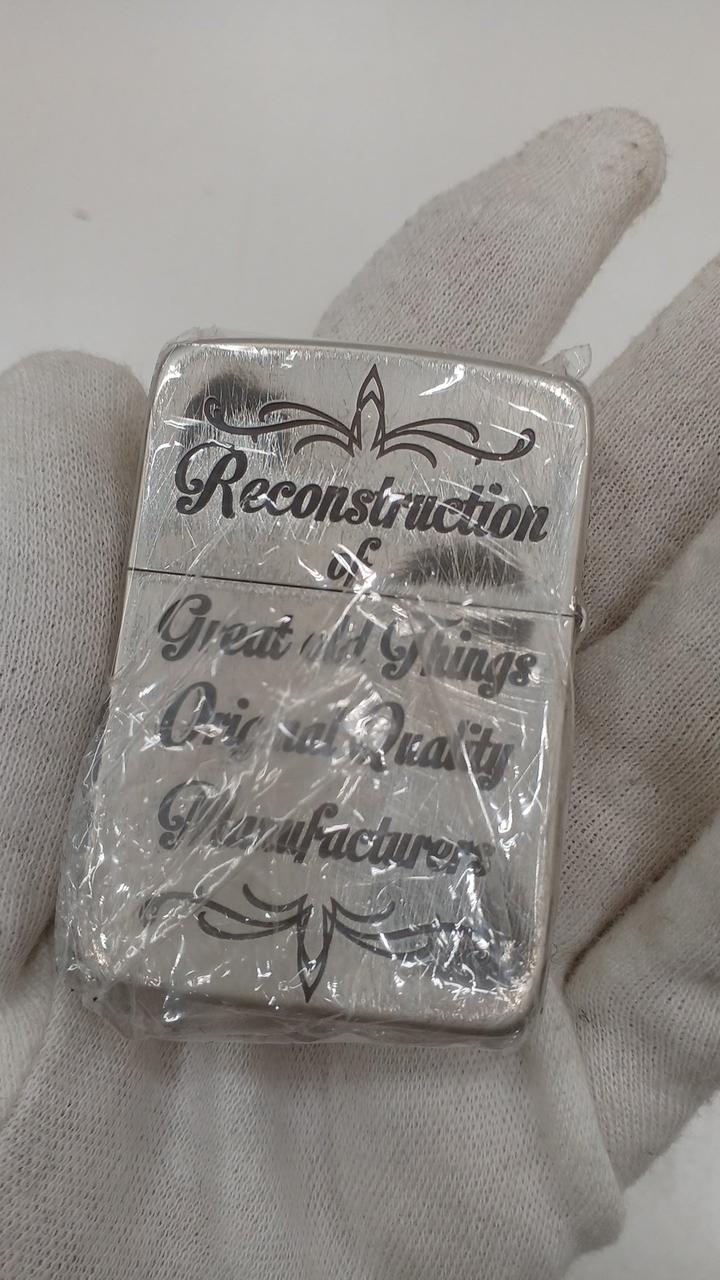 Reconstruction
of
Great old Things
Original Quality
Manufacturers